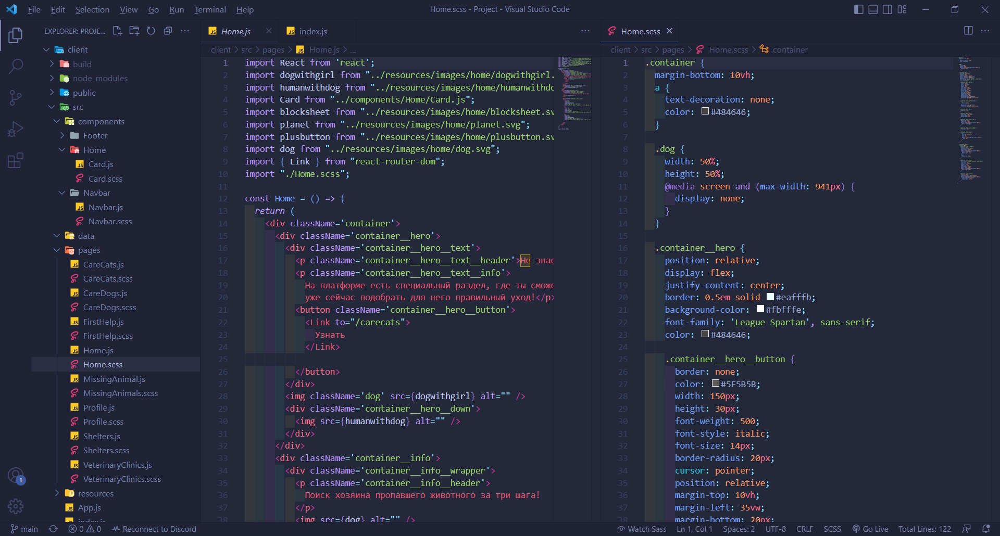 File Edit Selection View Go Run Terminal Help
Home.scss - Project - Visual Studio Code
EXPLORER: PROJE...
client
build
node_modules
public
src
components
Footer
Home
Card.js
Card.scss
Navbar
Navbar.js
Navbar.scss
data
pages
CareCats.js
CareCats.scss
CareDogs.js
CareDogs.scss
FirstHelp.js
FirstHelp.scss
Home.js
Home.scss
MissingAnimal.js
MissingAnimals.scss
Profile.js
Profile.scss
Shelters.js
Shelters.scss
VeterinaryClinics.js
VeterinaryClinics.scss
resources
App.js
index.js
1
Home.js
index.js
client > src > pages > Home.js > ...
1 import React from 'react';
2 import dogwithgirl from "../resources/images/home/dogwithgirl.
3 import humanwithdog from "../resources/images/home/humanwithdo
4 import Card from "../components/Home/Card.js";
5 import blocksheet from "../resources/images/home/blocksheet.sv
6 import planet from "../resources/images/home/planet.svg";
7 import plusbutton from "../resources/images/home/plusbutton.sv
8 import dog from "../resources/images/home/dog.svg";
9 import { Link } from "react-router-dom";
10 import "./Home.scss";
11
12 const Home = () => {
13 return (
14 <div className='container'>
15 <div className='container__hero'>
16 <div className='container__hero__text'>
17 <p className='container__hero__text__header'>Не знае
18 <p className='container__hero__text__info'>
19 На платформе есть специальный раздел, где ты сможе
20 уже сейчас подобрать для него правильный уход!</p>
21 <button className='container__hero__button'>
22 <Link to="/carecats">
23 Узнать
24 </Link>
25
26 </button>
27 </div>
28 <img className='dog' src={dogwithgirl} alt="" />
29 <div className='container__hero__down'>
30 <img src={humanwithdog} alt="" />
31 </div>
32 </div>
33 <div className='container__info'>
34 <div className='container__info__wrapper'>
35 <p className='container__info__header'>
36 Поиск хозяина пропавшего животного за три шага!
37 </p>
38 <img src={dog} alt="" />
Home.scss
client > src > pages > Home.scss > .container
1 .container {
2 margin-bottom: 10vh;
3 a {
4 text-decoration: none;
5 color: #484646;
6 }
7
8 .dog {
9 width: 50%;
10 height: 50%;
11 @media screen and (max-width: 941px) {
12 display: none;
13 }
14 }
15
16 .container__hero {
17 position: relative;
18 display: flex;
19 justify-content: center;
20 border: 0.5em solid #eafffb;
21 background-color: #fbfffe;
22 font-family: 'League Spartan', sans-serif;
23 color: #484646;
24
25 .container__hero__button {
26 border: none;
27 color: #5F5B5B;
28 width: 150px;
29 height: 30px;
30 font-weight: 500;
31 font-style: italic;
32 font-size: 14px;
33 border-radius: 20px;
34 cursor: pointer;
35 position: relative;
36 margin-top: 10vh;
37 margin-left: 35vw;
38 margin-bottom: 20px;
main 0 0 Reconnect to Discord
Watch Sass Ln 1, Col 1 Spaces: 2 UTF-8 CRLF SCSS Go Live Total Lines: 122